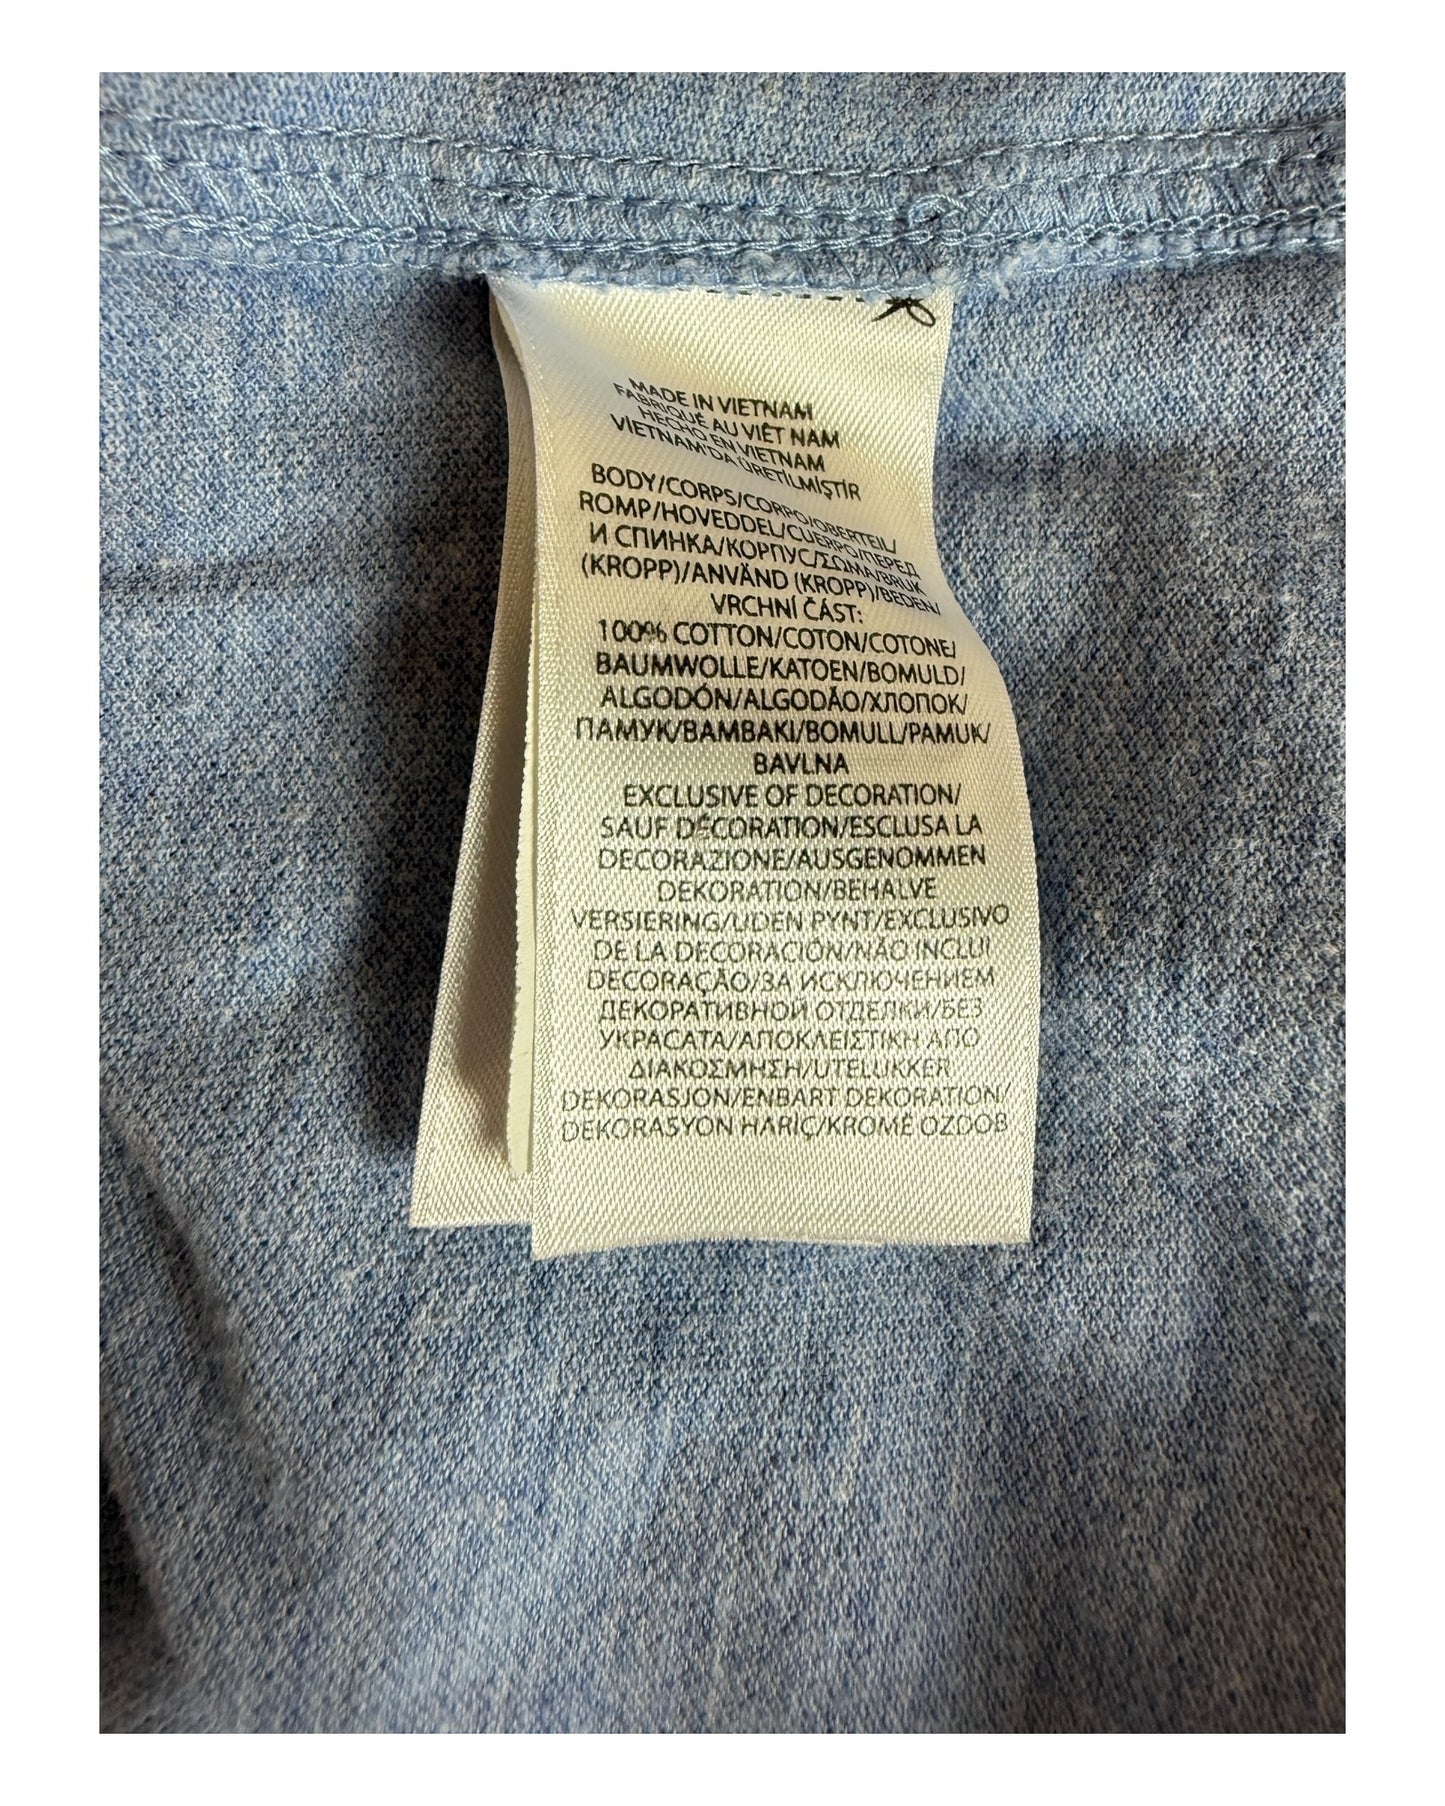 MADE IN VIETNAM
FABRIQUÉ AU VIÊT NAM
HECHO EN VIETNAM
VIETNAM'DA ÜRETILMIŞTIR
BODY/CORPS/CORPO/OBERTEIL/
ROMP/HOVEDDEL/CUERPO/ПЕРЕД
И СПИНКА/КОРПУС/ΣΩΜΑ/BRUK
(KROPP)/ANVÄND (KROPP)/BEDEN/
VRCHNÍ ČÁST:
100% COTTON/COTON/COTONE/
BAUMWOLLE/KATOEN/BOMULD/
ALGODÓN/ALGODÃO/ХЛОПОК/
ПАМУК/ΒΑΜΒΑΚΙ/BOMULL/PAMUK/
BAVLNA
EXCLUSIVE OF DECORATION/
SAUF DÉCORATION/ESCLUSA LA
DECORAZIONE/AUSGENOMMEN
DEKORATION/BEHALVE
VERSIERING/UDEN PYNT/EXCLUSIVO
DE LA DECORACIÓN/NÃO INCLUI
DECORAÇÃO/ЗА ИСКЛЮЧЕНИЕМ
ДЕКОРАТИВНОЙ ОТДЕЛКИ/БЕЗ
УКРАСАТА/ΑΠΟΚΛΕΙΣΤΙΚΗ ΑΠΟ
ΔΙΑΚΟΣΜΗΣΗ/UTELUKKER
DEKORASJON/ENBART DEKORATION/
DEKORASYON HARIÇ/KROMĚ OZDOB